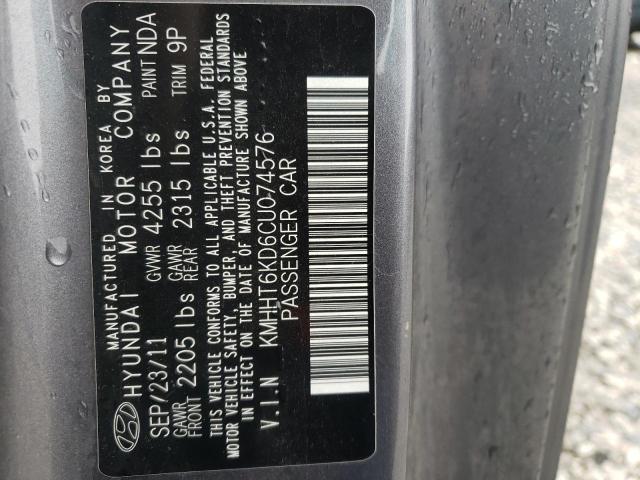 MANUFACTURED IN KOREA BY
HYUNDAI MOTOR COMPANY
SEP/23/11 GVWR 4255 lbs PAINT NDA
GAWR FRONT 2205 lbs GAWR REAR 2315 lbs TRIM 9P
THIS VEHICLE CONFORMS TO ALL APPLICABLE U.S.A. FEDERAL
MOTOR VEHICLE SAFETY, BUMPER, AND THEFT PREVENTION STANDARDS
IN EFFECT ON THE DATE OF MANUFACTURE SHOWN ABOVE
V.I.N KMHHT6KD6CU074576
PASSENGER CAR